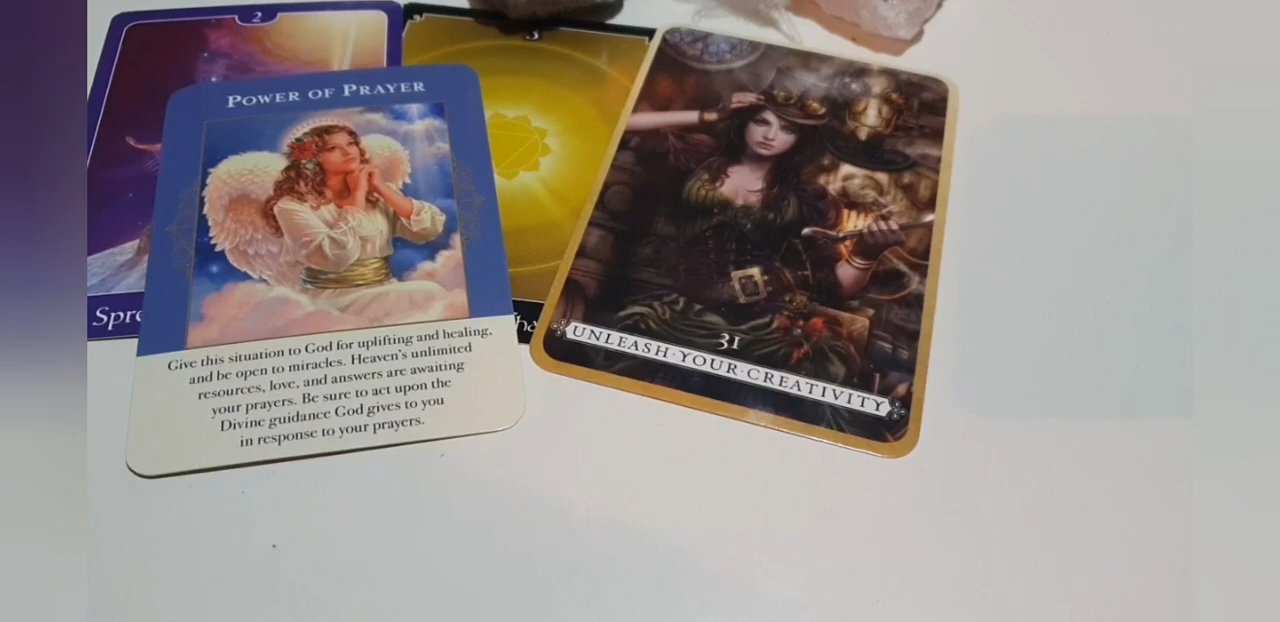 2
3
POWER OF PRAYER
Spre
Give this situation to God for uplifting and healing,
and be open to miracles. Heaven's unlimited
resources, love, and answers are awaiting
your prayers. Be sure to act upon the
Divine guidance God gives to you
in response to your prayers.
31
UNLEASH·YOUR·CREATIVITY